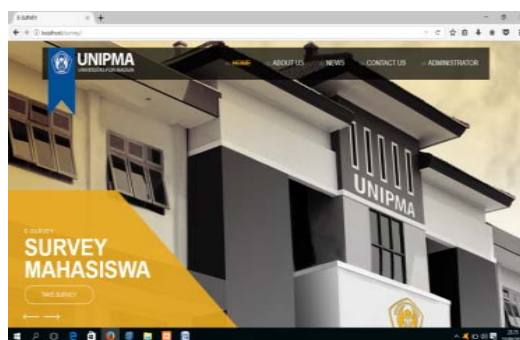 E-SURVEY
localhost/survey/
UNIPMA
UNIVERSITAS PGRI MADIUN
HOME ABOUT US NEWS CONTACT US ADMINISTRATOR
UNIPMA
E-SURVEY
SURVEY
MAHASISWA
TAKE SURVEY